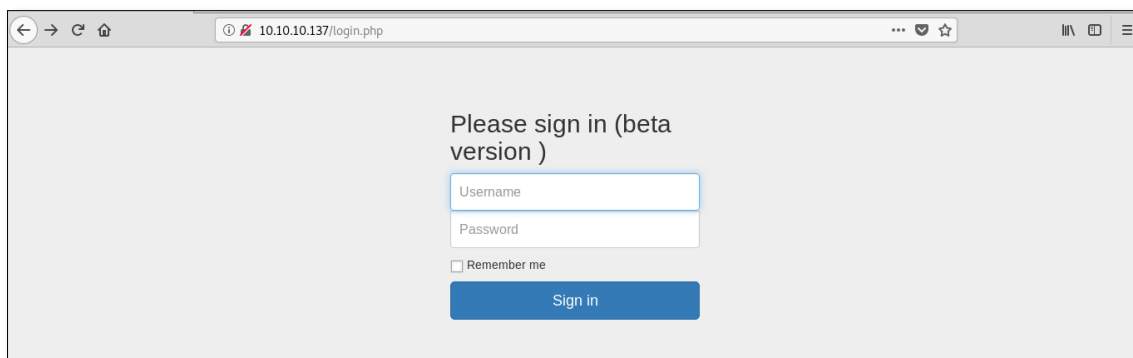 10.10.10.137/login.php
Please sign in (beta
version )
Username
Password
Remember me
Sign in